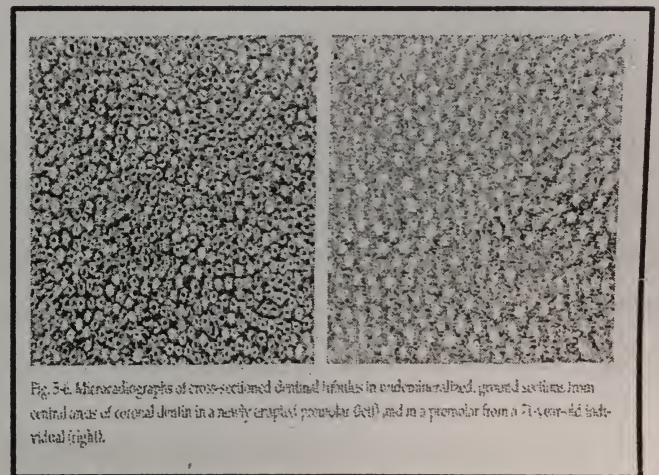 Fig. 5-6. Microradiographs of cross-sectioned dentinal tubules in undemineralized, ground sections from
central areas of coronal dentin in a newly erupted premolar (left) and in a premolar from a 71-year-old indi-
vidual (right).